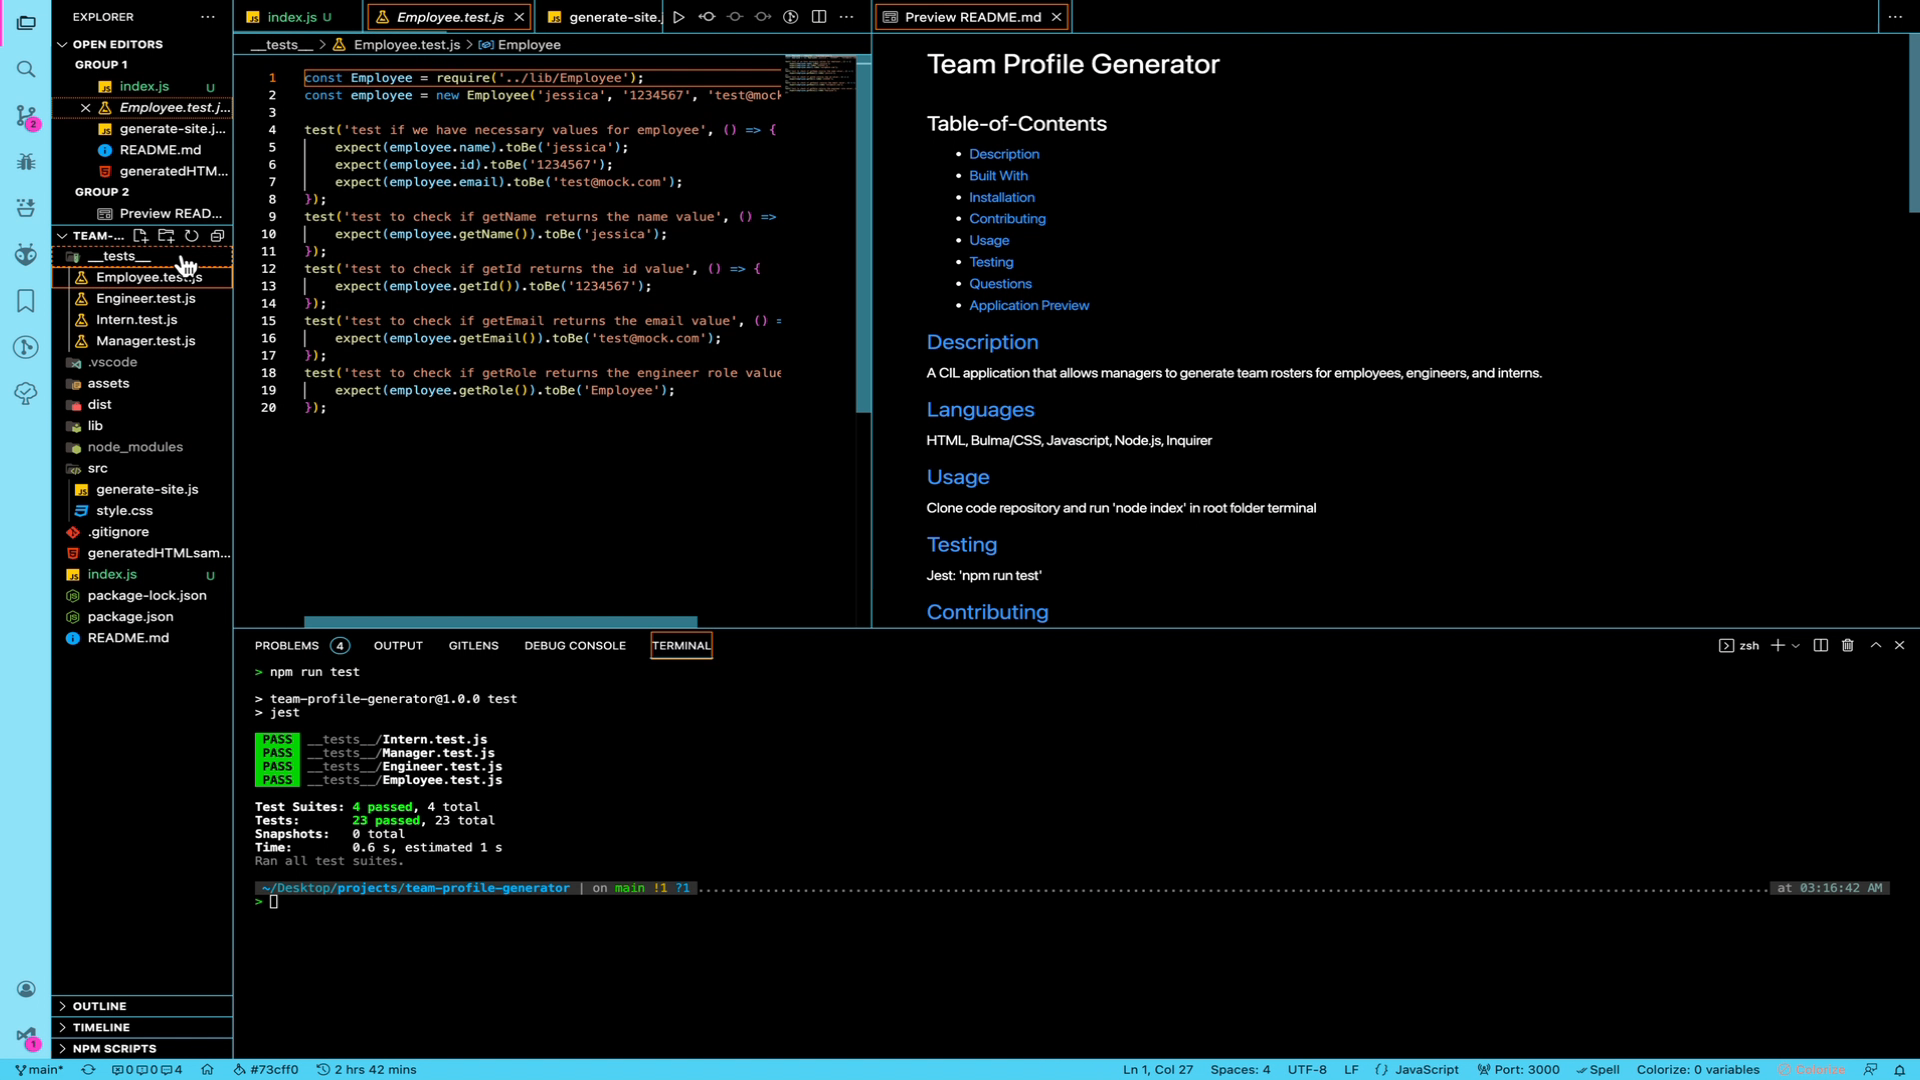 EXPLORER
OPEN EDITORS
GROUP 1
index.js U
Employee.test.j...
generate-site.j...
README.md
generatedHTM...
GROUP 2
Preview READ...
TEAM-...
__tests__
Employee.test.js
Engineer.test.js
Intern.test.js
Manager.test.js
.vscode
assets
dist
lib
node_modules
src
generate-site.js
style.css
.gitignore
generatedHTMLsam...
index.js U
package-lock.json
package.json
README.md
OUTLINE
TIMELINE
NPM SCRIPTS
index.js U
Employee.test.js
generate-site.j
__tests__ > Employee.test.js > Employee
1 const Employee = require('../lib/Employee');
2 const employee = new Employee('jessica', '1234567', 'test@mock
3
4 test('test if we have necessary values for employee', () => {
5 expect(employee.name).toBe('jessica');
6 expect(employee.id).toBe('1234567');
7 expect(employee.email).toBe('test@mock.com');
8 });
9 test('test to check if getName returns the name value', () =>
10 expect(employee.getName()).toBe('jessica');
11 });
12 test('test to check if getId returns the id value', () => {
13 expect(employee.getId()).toBe('1234567');
14 });
15 test('test to check if getEmail returns the email value', () =
16 expect(employee.getEmail()).toBe('test@mock.com');
17 });
18 test('test to check if getRole returns the engineer role value
19 expect(employee.getRole()).toBe('Employee');
20 });
Preview README.md
Team Profile Generator
Table-of-Contents
• Description
• Built With
• Installation
• Contributing
• Usage
• Testing
• Questions
• Application Preview
Description
A CIL application that allows managers to generate team rosters for employees, engineers, and interns.
Languages
HTML, Bulma/CSS, Javascript, Node.js, Inquirer
Usage
Clone code repository and run 'node index' in root folder terminal
Testing
Jest: 'npm run test'
Contributing
PROBLEMS 4 OUTPUT GITLENS DEBUG CONSOLE TERMINAL
zsh
> npm run test
> team-profile-generator@1.0.0 test
> jest
PASS __tests__/Intern.test.js
PASS __tests__/Manager.test.js
PASS __tests__/Engineer.test.js
PASS __tests__/Employee.test.js
Test Suites: 4 passed, 4 total
Tests: 23 passed, 23 total
Snapshots: 0 total
Time: 0.6 s, estimated 1 s
Ran all test suites.
~/Desktop/projects/team-profile-generator | on main !1 ?1 at 03:16:42 AM
>
2
1
main* 0 0 4 #73cff0 2 hrs 42 mins Ln 1, Col 27 Spaces: 4 UTF-8 LF {} JavaScript Port: 3000 Spell Colorize: 0 variables Colorize